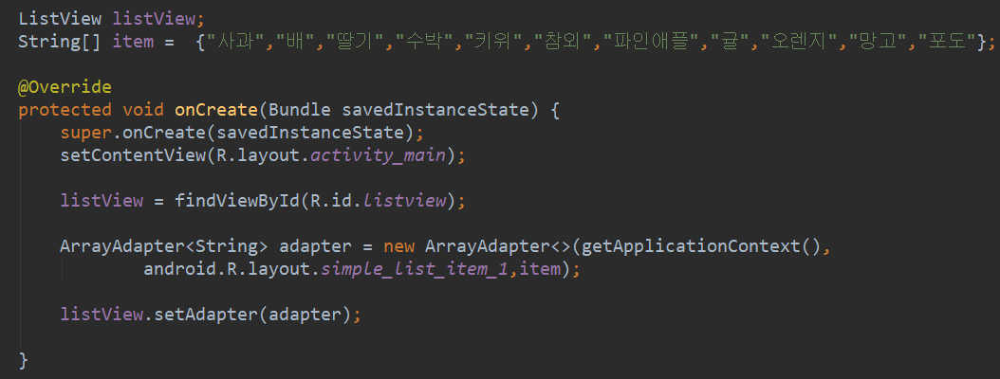 ListView listView;
String[] item =  {"사과","배","딸기","수박","키위","참외","파인애플","귤","오렌지","망고","포도"};
@Override
protected void onCreate(Bundle savedInstanceState) {
super.onCreate(savedInstanceState);
setContentView(R.layout.activity_main);
listView = findViewById(R.id.listview);
ArrayAdapter<String> adapter = new ArrayAdapter<>(getApplicationContext(),
android.R.layout.simple_list_item_1,item);
listView.setAdapter(adapter);
}